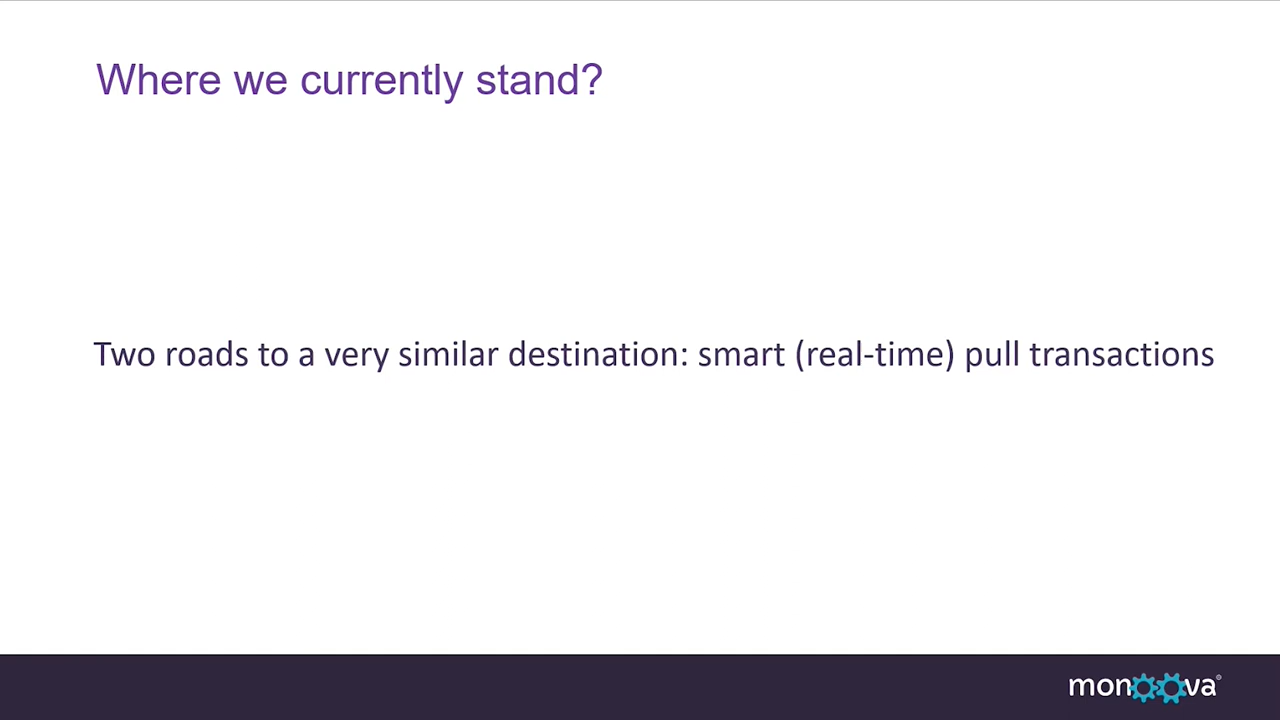 Where we currently stand?
Two roads to a very similar destination: smart (real-time) pull transactions
monoova®